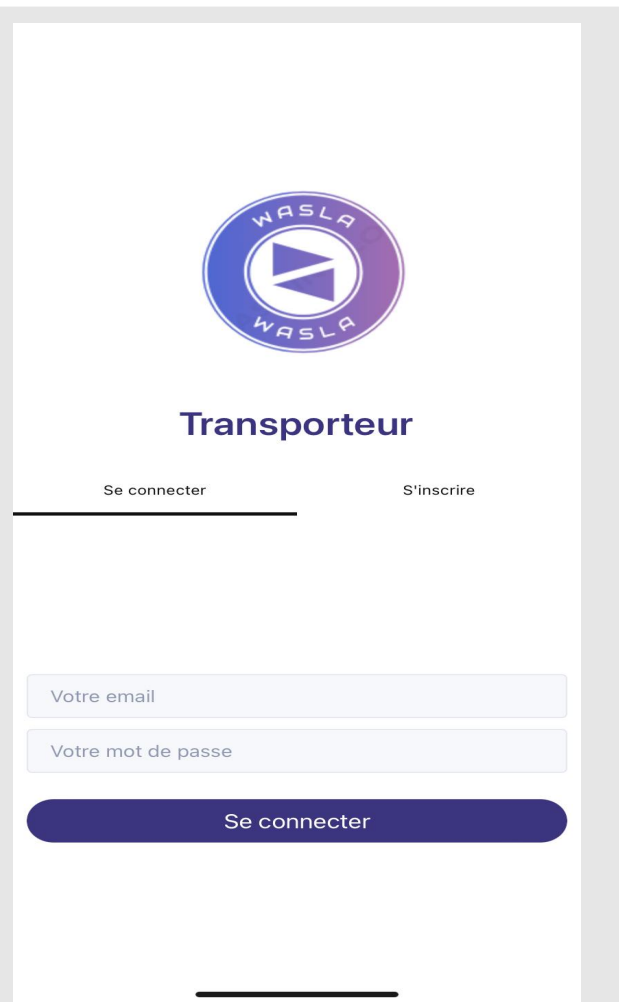 WASLA
WASLA
Transporteur
Se connecter
S'inscrire
Votre email
Votre mot de passe
Se connecter